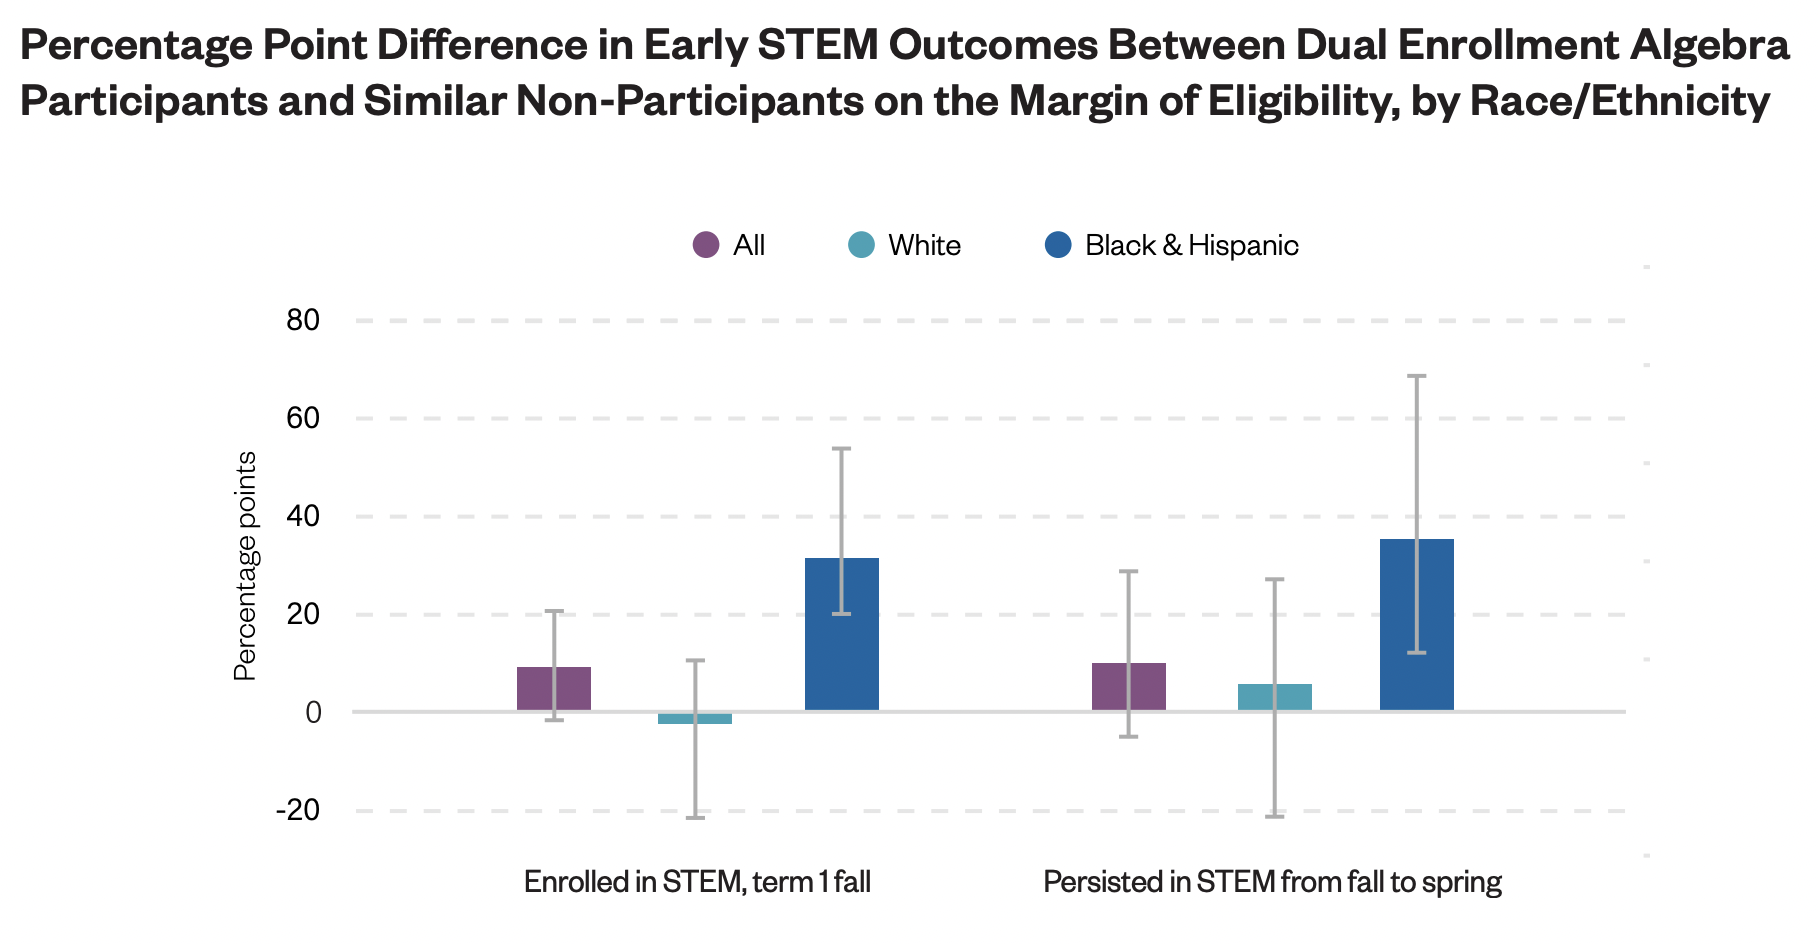 Percentage Point Difference in Early STEM Outcomes Between Dual Enrollment Algebra
Participants and Similar Non-Participants on the Margin of Eligibility, by Race/Ethnicity
All
White
Black & Hispanic
Percentage points
80
60
40
20
0
-20
Enrolled in STEM, term 1 fall
Persisted in STEM from fall to spring